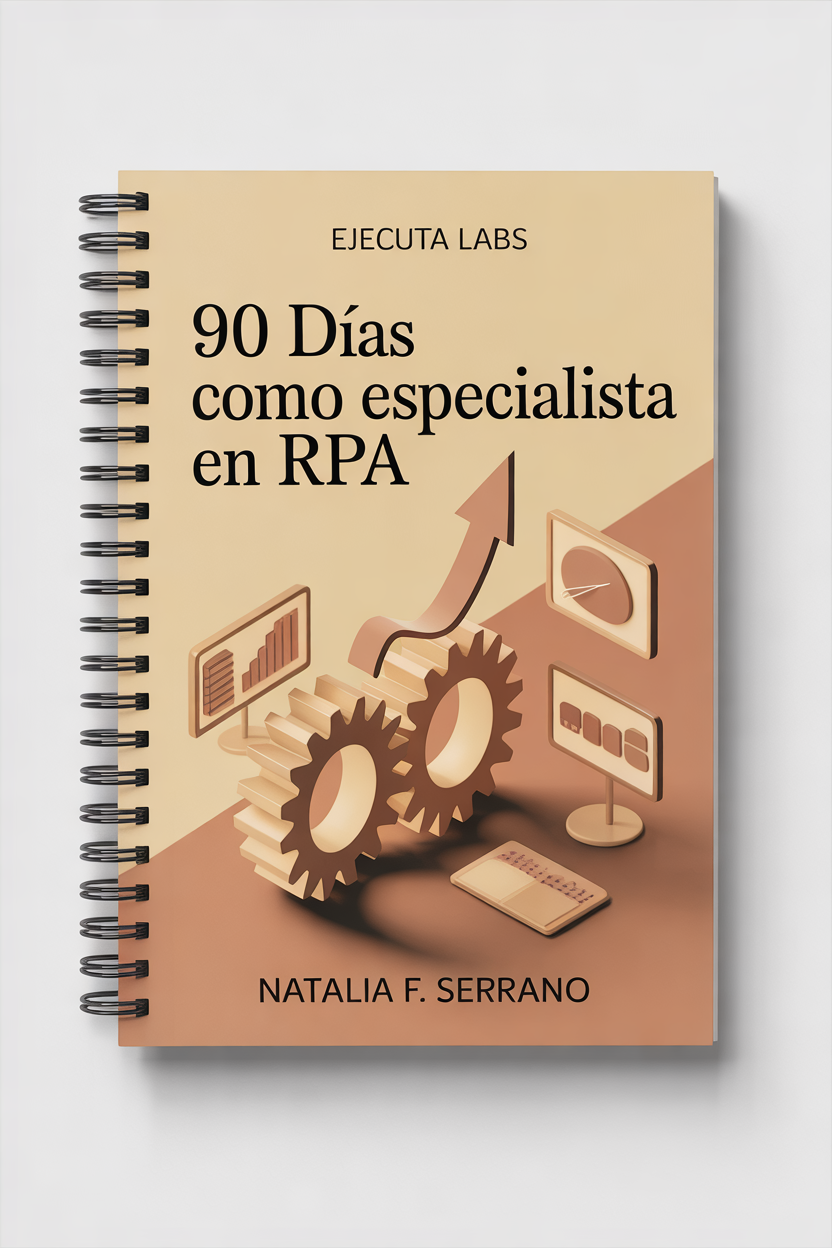 EJECUTA LABS
90 Días
como especialista
en RPA
NATALIA F. SERRANO